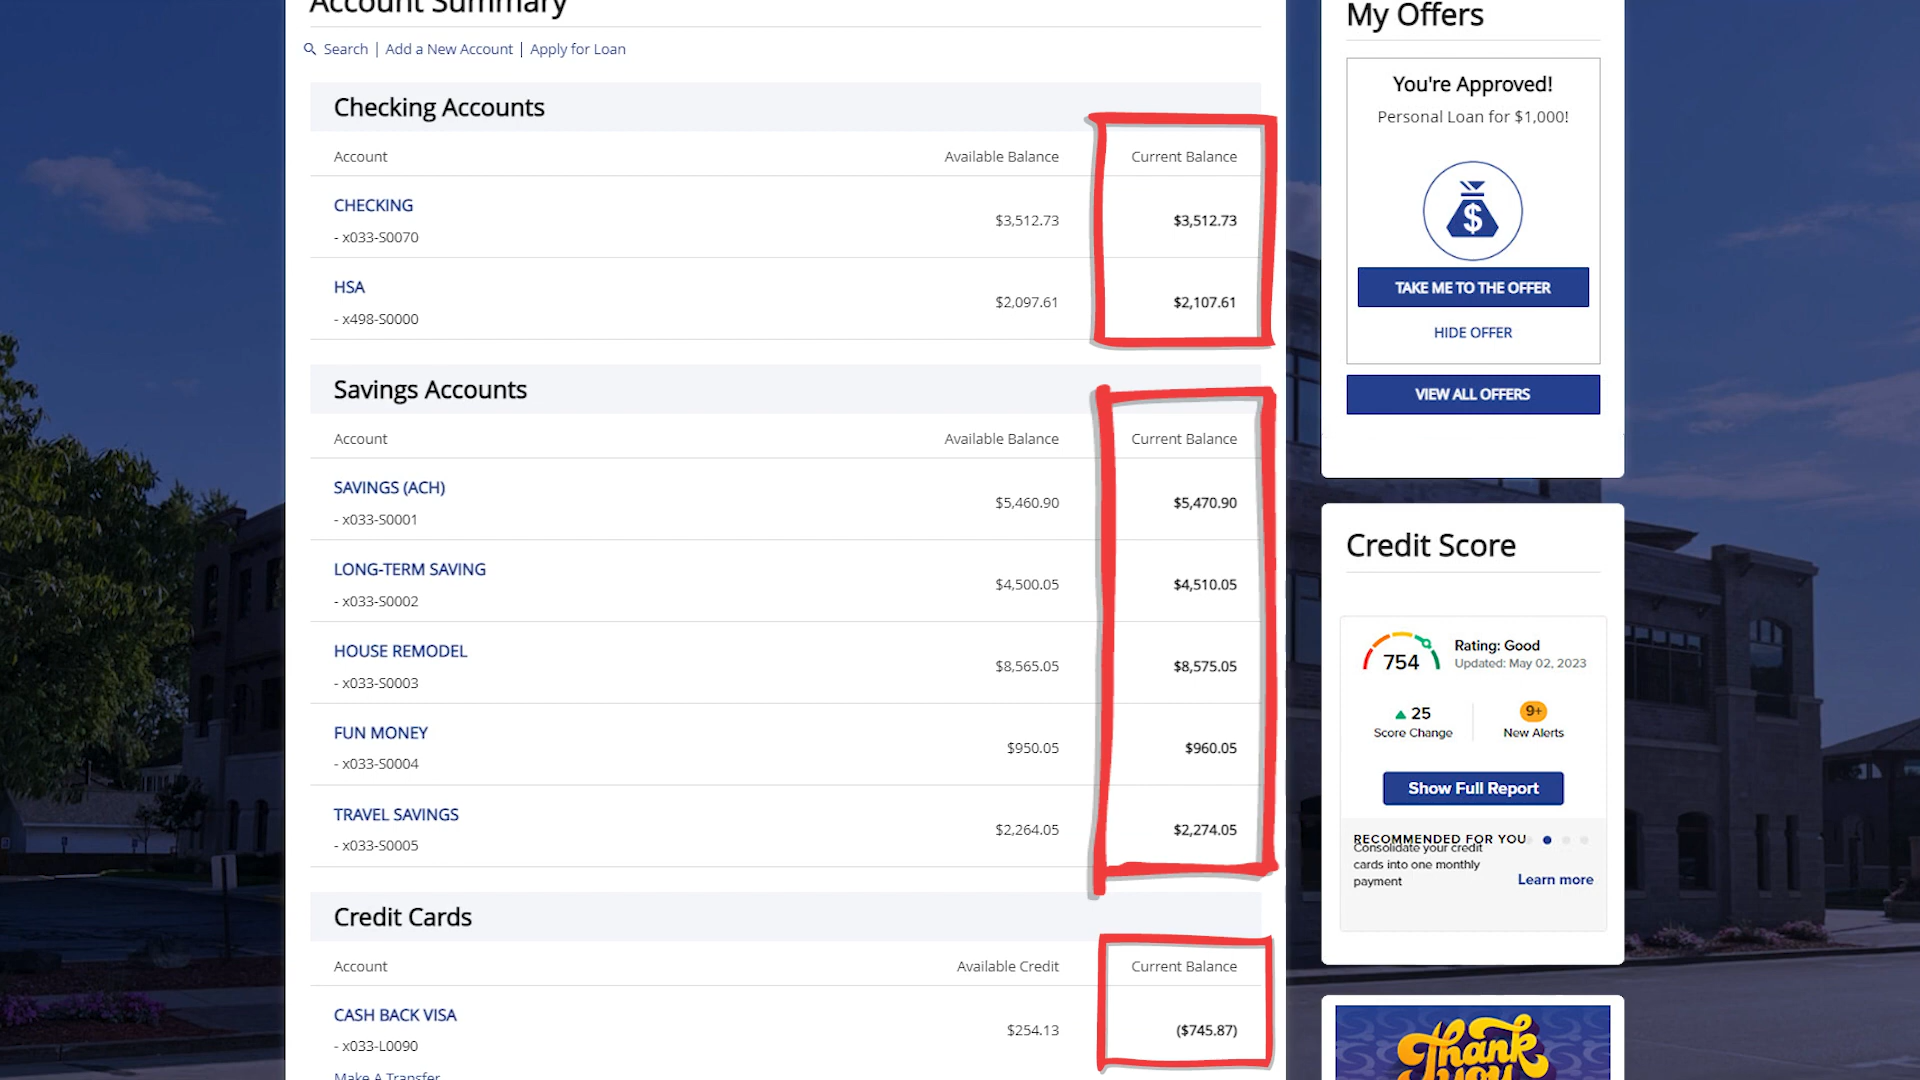 Account Summary
Search | Add a New Account | Apply for Loan
Checking Accounts
Account Available Balance Current Balance
CHECKING
- x033-S0070
$3,512.73 $3,512.73
HSA
- x498-S0000
$2,097.61 $2,107.61
Savings Accounts
Account Available Balance Current Balance
SAVINGS (ACH)
- x033-S0001
$5,460.90 $5,470.90
LONG-TERM SAVING
- x033-S0002
$4,500.05 $4,510.05
HOUSE REMODEL
- x033-S0003
$8,565.05 $8,575.05
FUN MONEY
- x033-S0004
$950.05 $960.05
TRAVEL SAVINGS
- x033-S0005
$2,264.05 $2,274.05
Credit Cards
Account Available Credit Current Balance
CASH BACK VISA
- x033-L0090
$254.13 ($745.87)
Make A Transfer
My Offers
You're Approved!
Personal Loan for $1,000!
$
TAKE ME TO THE OFFER
HIDE OFFER
VIEW ALL OFFERS
Credit Score
754
Rating: Good
Updated: May 02, 2023
25
Score Change
9+
New Alerts
Show Full Report
RECOMMENDED FOR YOU
Consolidate your credit
cards into one monthly
payment
Learn more
Thank
you